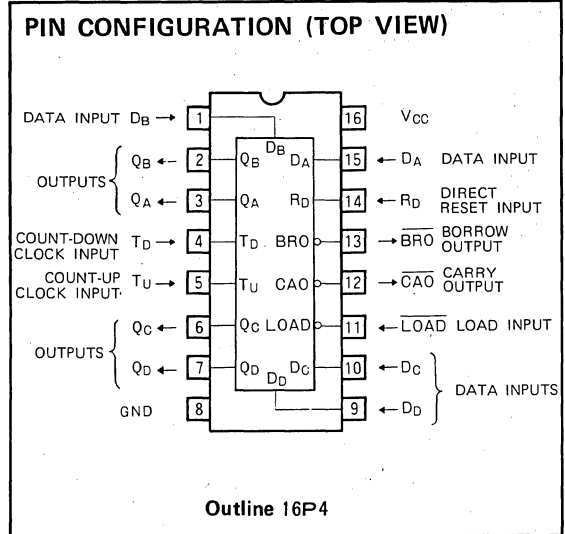 PIN CONFIGURATION (TOP VIEW)
DATA INPUT DB → 1
16 VCC
DB
OUTPUTS
QB ← 2 QB
DA 15 ← DA DATA INPUT
QA ← 3 QA
RD 14 ← RD DIRECT RESET INPUT
COUNT-DOWN CLOCK INPUT TD → 4 TD
BRO 13 → BRO BORROW OUTPUT
COUNT-UP CLOCK INPUT TU → 5 TU
CAO 12 → CAO CARRY OUTPUT
OUTPUTS
QC ← 6 QC
LOAD 11 ← LOAD LOAD INPUT
QD ← 7 QD
DC 10 ← DC
DATA INPUTS
DD
GND 8
9 ← DD
Outline 16P4